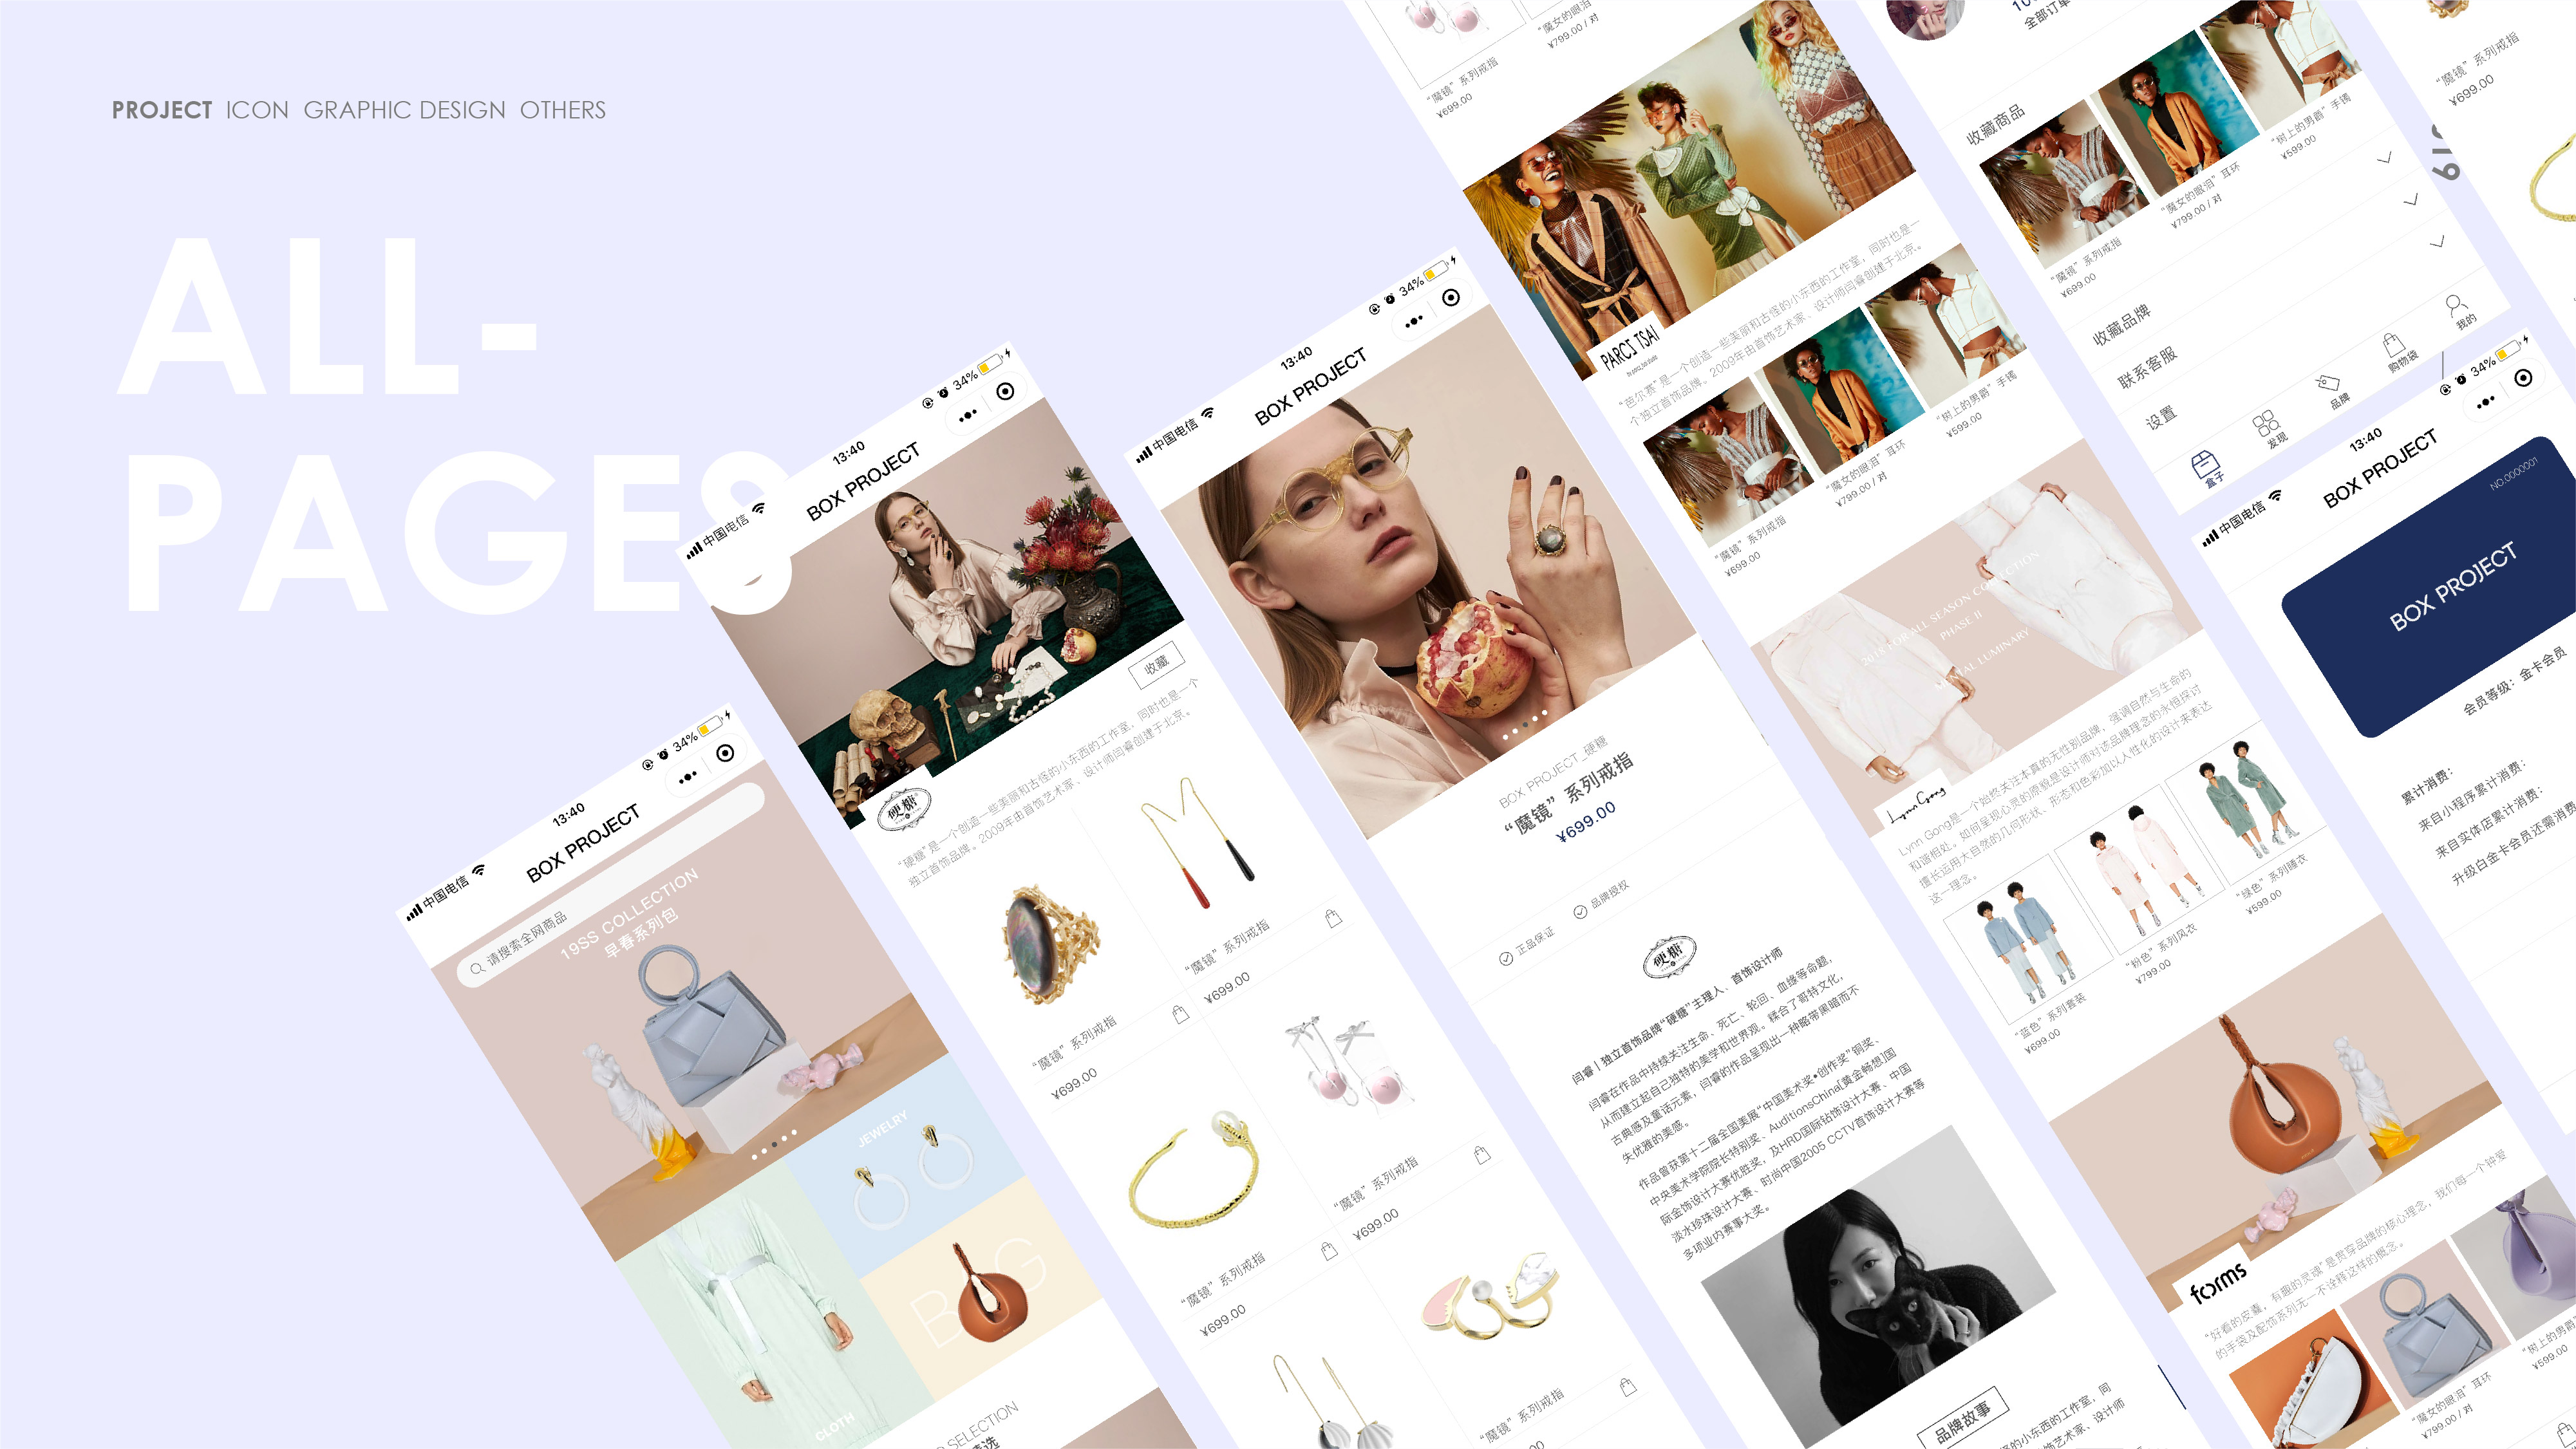 PROJECT ICON GRAPHIC DESIGN OTHERS
ALL-
PAGES
中国电信
13:40
34%
BOX PROJECT
请搜索全网商品
19SS COLLECTION
早春系列包
JEWELRY
BAG
CLOTH
SELECTION
中国电信
13:40
34%
BOX PROJECT
收藏
硬糖
“硬糖”是一个创造一些美丽和古怪的小东西的工作室，同时也是一个
独立首饰品牌。2009年由首饰艺术家、设计师闫睿创建于北京。
“魔镜”系列戒指
¥699.00
“魔镜”系列戒指
¥699.00
“魔镜”系列戒指
¥699.00
“魔镜”系列戒指
¥699.00
“魔镜”系列戒指
中国电信
13:40
34%
BOX PROJECT
BOX PROJECT_硬糖
“魔镜”系列戒指
¥699.00
正品保证
品牌授权
硬糖
闫睿 | 独立首饰品牌“硬糖”主理人、首饰设计师
闫睿在作品中持续关注生命、死亡、轮回、血缘等命题，
从而建立起自己独特的美学和世界观。糅合了哥特文化，
古典感及童话元素，闫睿的作品呈现出一种略带黑暗而不
失优雅的美感。
作品曾获第十二届全国美展“中国美术奖•创作奖”铜奖、
中央美术学院院长特别奖、AuditionsChina[黄金畅想]国
际金饰设计大赛优胜奖，及HRD国际钻饰设计大赛、中国
淡水珍珠设计大赛、时尚中国2005 CCTV首饰设计大赛等
多项业内赛事大奖。
品牌故事
的小东西的工作室，同
饰艺术家、设计师
“魔镜”系列戒指
¥699.00
“魔女的眼泪
¥799.00 / 对
PARCI TSAI
“芭尔赛”是一个创造一些美丽和古怪的小东西的工作室，同时也是一
个独立首饰品牌。2009年由首饰艺术家、设计师闫睿创建于北京。
“魔镜”系列戒指
¥699.00
“魔女的眼泪”耳环
¥799.00 / 对
“树上的男爵”手镯
¥599.00
PHASE II
Lynn Gong
Lynn Gong是一个始终关注本真的无性别品牌，强调自然与生命的
和谐相处。如何呈现心灵的原貌是设计师对该品牌理念的永恒探讨
擅长运用大自然的几何形状、形态和色彩加以人性化的设计来表达
这一理念。
“蓝色”系列套装
¥699.00
“粉色”系列风衣
¥799.00
“绿色”系列睡衣
¥599.00
forms
“好看的皮囊，有趣的灵魂”是贯穿品牌的核心理念，我们每一个钟爱
的手袋及配饰系列无一不诠释这样的概念。
“魔女的眼泪”耳环
¥799.00 / 对
“树上的男爵
¥599.00
全部订单
收藏商品
“魔镜”系列戒指
¥699.00
“魔女的眼泪”耳环
¥799.00 / 对
“树上的男爵”手镯
¥599.00
收藏品牌
联系客服
设置
盒子
发现
品牌
购物袋
我的
“魔镜”系列戒指
¥699.00
中国电信
13:40
34%
BOX PROJECT
NO.0000001
BOX PROJECT
会员等级：金卡会员
累计消费：
来自小程序累计消费：
来自实体店累计消费：
升级白金卡会员还需消费